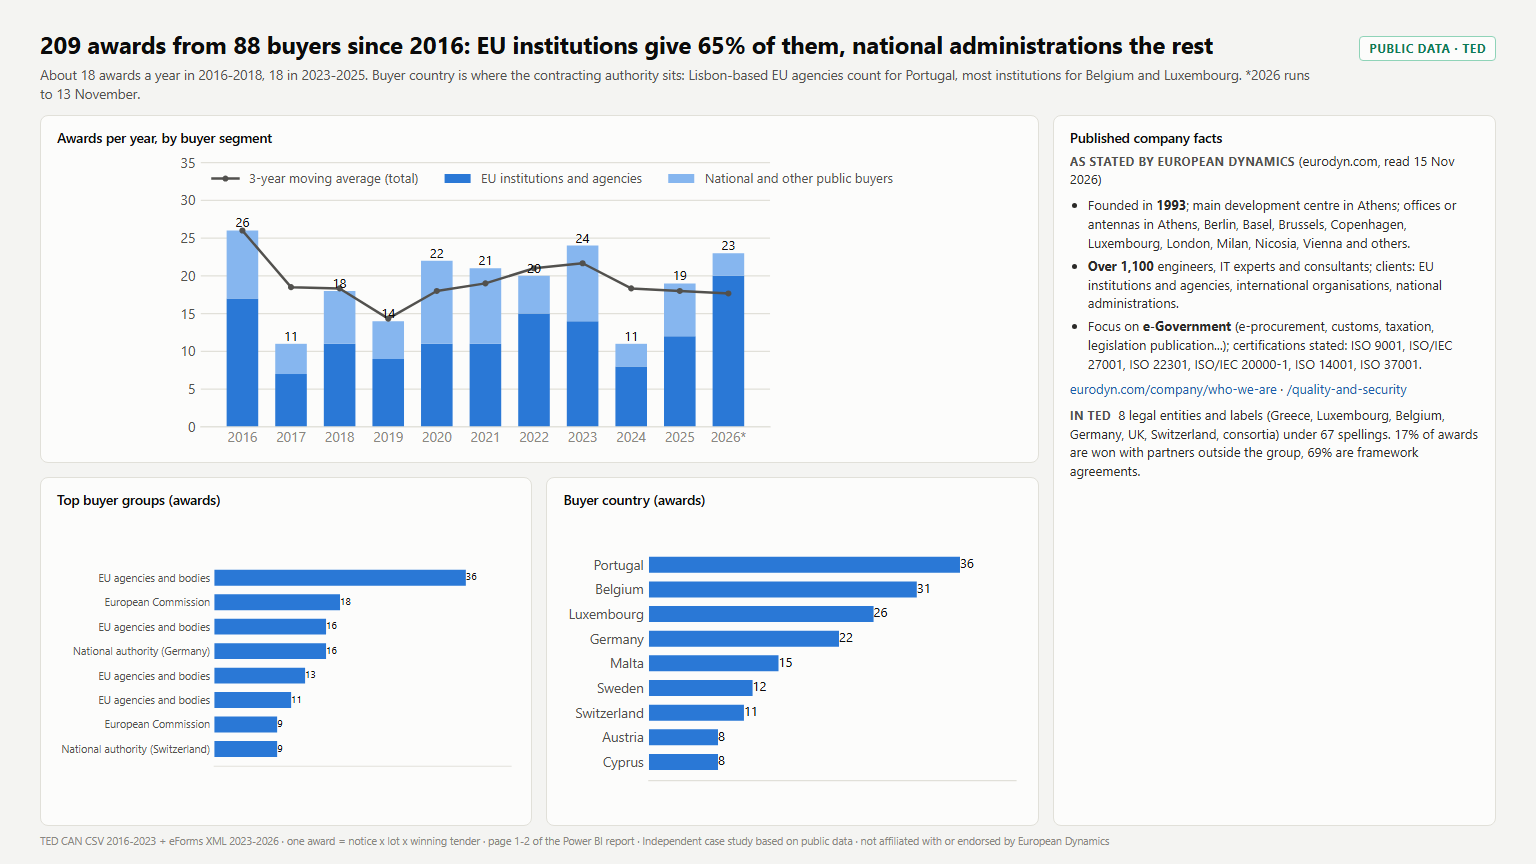 209 awards from 88 buyers since 2016: EU institutions give 65% of them, national administrations the rest
PUBLIC DATA · TED
About 18 awards a year in 2016-2018, 18 in 2023-2025. Buyer country is where the contracting authority sits: Lisbon-based EU agencies count for Portugal, most institutions for Belgium and Luxembourg. *2026 runs
to 13 November.
Awards per year, by buyer segment
3-year moving average (total)
EU institutions and agencies
National and other public buyers
35
30
25
20
15
10
5
0
26
11
18
14
22
21
20
24
11
19
23
2016
2017
2018
2019
2020
2021
2022
2023
2024
2025
2026*
Top buyer groups (awards)
EU agencies and bodies 36
European Commission 18
EU agencies and bodies 16
National authority (Germany) 16
EU agencies and bodies 13
EU agencies and bodies 11
European Commission 9
National authority (Switzerland) 9
Buyer country (awards)
Portugal 36
Belgium 31
Luxembourg 26
Germany 22
Malta 15
Sweden 12
Switzerland 11
Austria 8
Cyprus 8
Published company facts
AS STATED BY EUROPEAN DYNAMICS (eurodyn.com, read 15 Nov
2026)
• Founded in 1993; main development centre in Athens; offices or
antennas in Athens, Berlin, Basel, Brussels, Copenhagen,
Luxembourg, London, Milan, Nicosia, Vienna and others.
• Over 1,100 engineers, IT experts and consultants; clients: EU
institutions and agencies, international organisations, national
administrations.
• Focus on e-Government (e-procurement, customs, taxation,
legislation publication...); certifications stated: ISO 9001, ISO/IEC
27001, ISO 22301, ISO/IEC 20000-1, ISO 14001, ISO 37001.
eurodyn.com/company/who-we-are · /quality-and-security
IN TED 8 legal entities and labels (Greece, Luxembourg, Belgium,
Germany, UK, Switzerland, consortia) under 67 spellings. 17% of awards
are won with partners outside the group, 69% are framework
agreements.
TED CAN CSV 2016-2023 + eForms XML 2023-2026 · one award = notice x lot x winning tender · page 1-2 of the Power BI report · Independent case study based on public data · not affiliated with or endorsed by European Dynamics